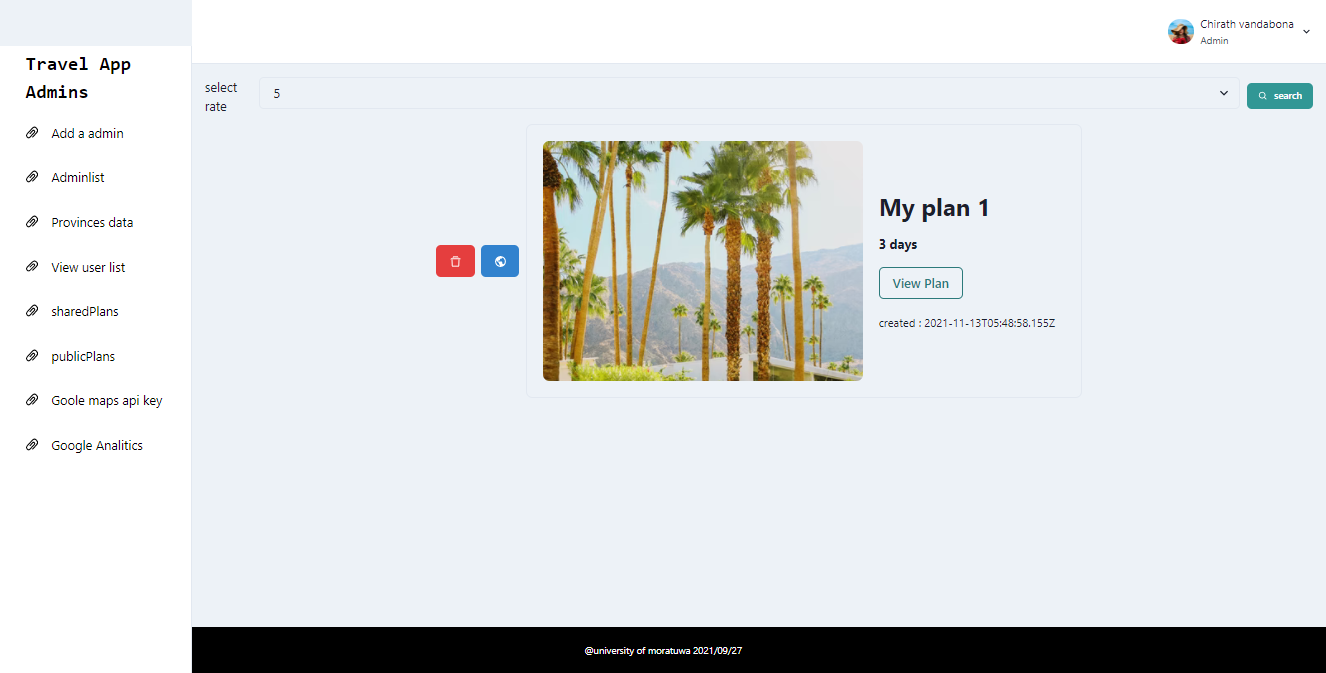 Chirath vandabona
Admin
Travel App
Admins
Add a admin
Adminlist
Provinces data
View user list
sharedPlans
publicPlans
Goole maps api key
Google Analitics
select
rate
5
search
My plan 1
3 days
View Plan
created : 2021-11-13T05:48:58.155Z
@university of moratuwa 2021/09/27